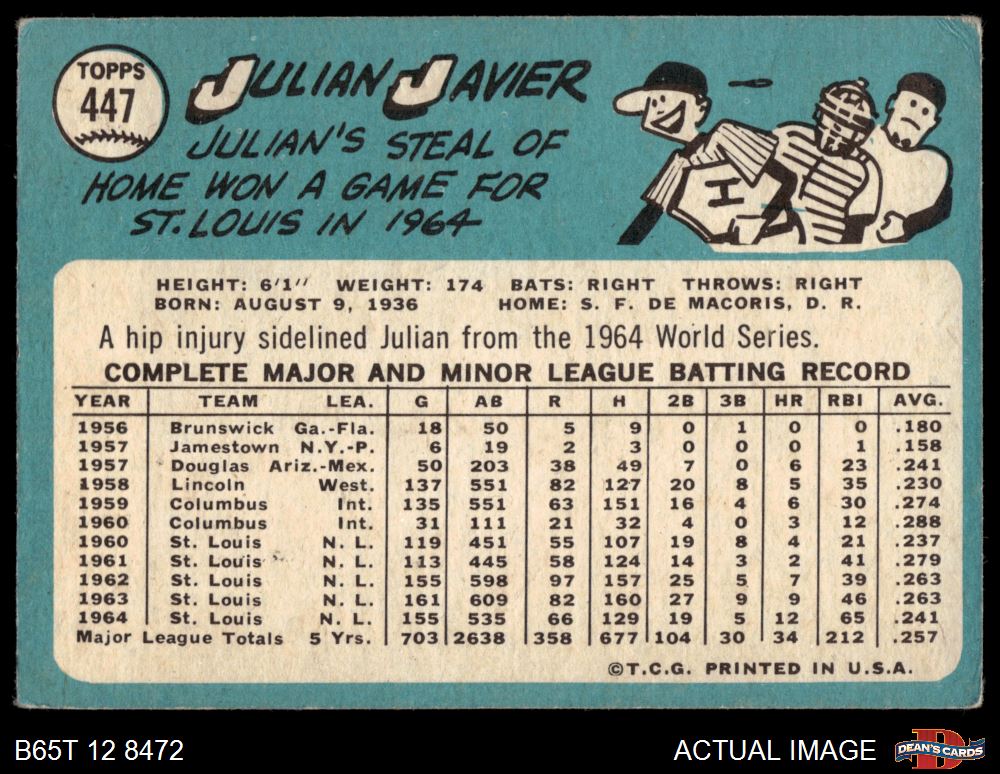 TOPPS
447
JULIAN JAVIER
JULIAN'S STEAL OF
HOME WON A GAME FOR
ST. LOUIS IN 1964
H
HEIGHT: 6'1" WEIGHT: 174 BATS: RIGHT THROWS: RIGHT
BORN: AUGUST 9, 1936 HOME: S. F. DE MACORIS, D. R.
A hip injury sidelined Julian from the 1964 World Series.
COMPLETE MAJOR AND MINOR LEAGUE BATTING RECORD
YEAR TEAM LEA. G AB R H 2B 3B HR RBI AVG.
1956 Brunswick Ga.-Fla. 18 50 5 9 0 1 0 0 .180
1957 Jamestown N.Y.-P. 6 19 2 3 0 0 0 1 .158
1957 Douglas Ariz.-Mex. 50 203 38 49 7 0 6 23 .241
1958 Lincoln West. 137 551 82 127 20 8 5 35 .230
1959 Columbus Int. 135 551 63 151 16 4 6 30 .274
1960 Columbus Int. 31 111 21 32 4 0 3 12 .288
1960 St. Louis N. L. 119 451 55 107 19 8 4 21 .237
1961 St. Louis N. L. 113 445 58 124 14 3 2 41 .279
1962 St. Louis N. L. 155 598 97 157 25 5 7 39 .263
1963 St. Louis N. L. 161 609 82 160 27 9 9 46 .263
1964 St. Louis N. L. 155 535 66 129 19 5 12 65 .241
Major League Totals 5 Yrs. 703 2638 358 677 104 30 34 212 .257
©T.C.G. PRINTED IN U.S.A.
B65T 12 8472 ACTUAL IMAGE DEAN'S CARDS